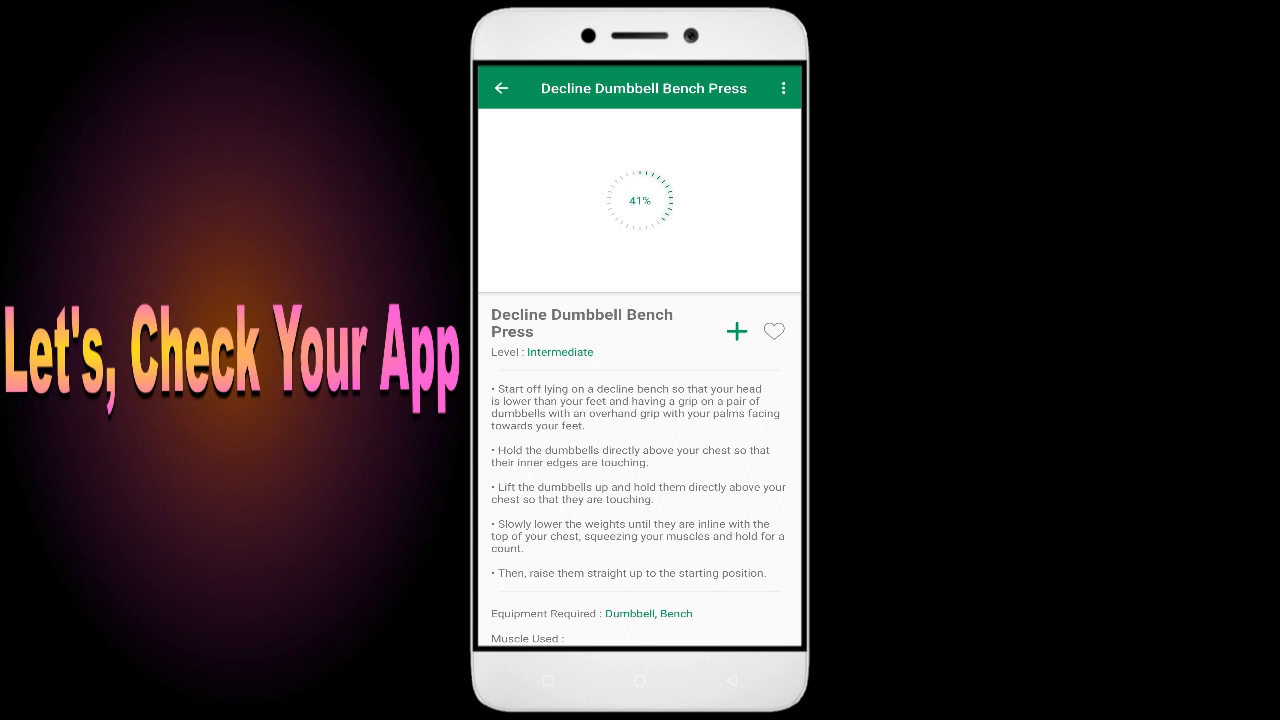 Let's, Check Your App
Decline Dumbbell Bench Press
41%
Decline Dumbbell Bench
Press
Level : Intermediate
• Start off lying on a decline bench so that your head
is lower than your feet and having a grip on a pair of
dumbbells with an overhand grip with your palms facing
towards your feet.
• Hold the dumbbells directly above your chest so that
their inner edges are touching.
• Lift the dumbbells up and hold them directly above your
chest so that they are touching.
• Slowly lower the weights until they are inline with the
top of your chest, squeezing your muscles and hold for a
count.
• Then, raise them straight up to the starting position.
Equipment Required : Dumbbell, Bench
Muscle Used :